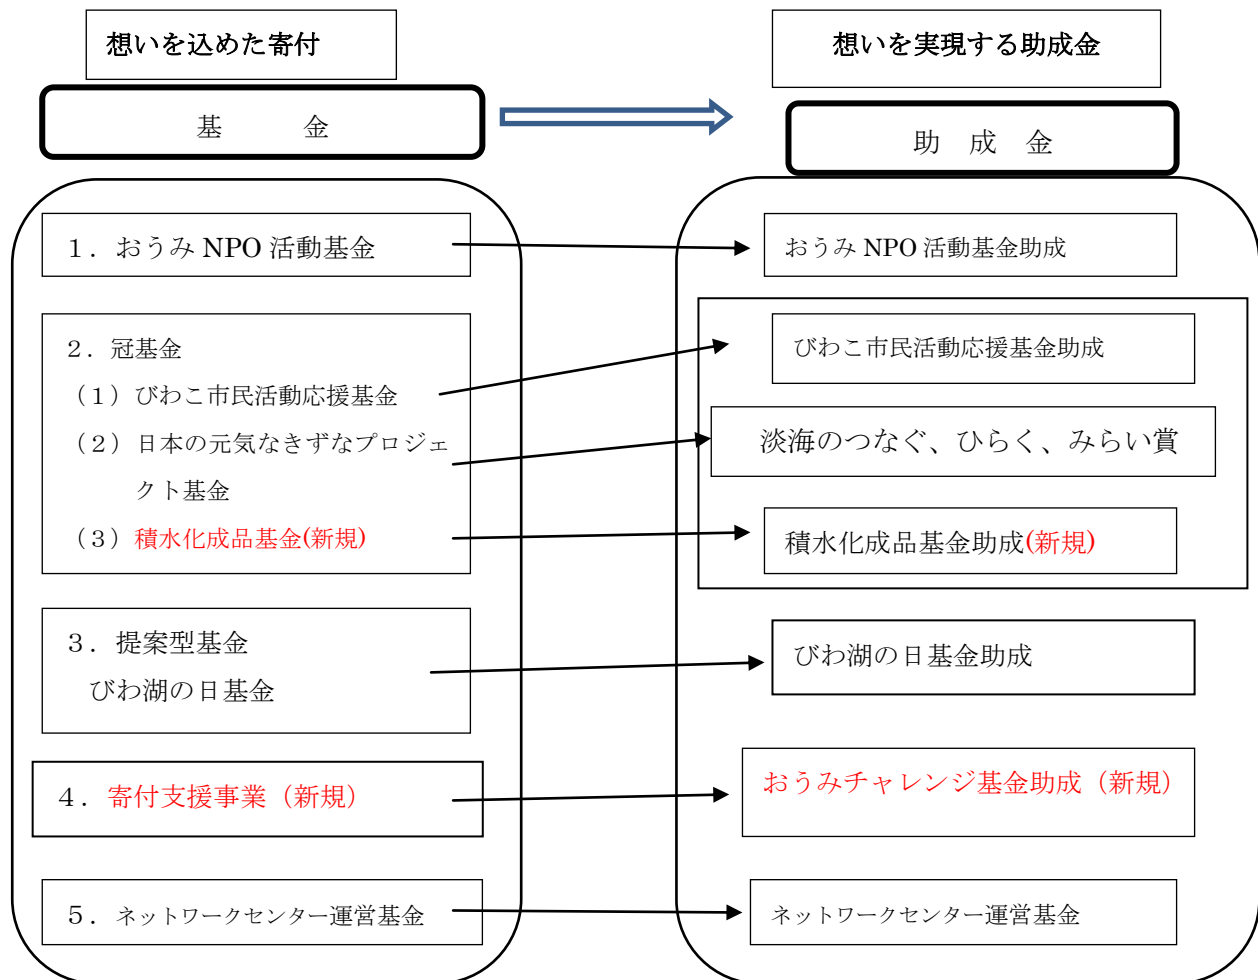 想いを込めた寄付
基　　　金
１．おうみ NPO 活動基金
２．冠基金
（１）びわこ市民活動応援基金
（２）日本の元気なきずなプロジェ
クト基金
（３）積水化成品基金(新規)
３．提案型基金
びわ湖の日基金
４．寄付支援事業（新規）
５．ネットワークセンター運営基金
想いを実現する助成金
助　成　金
おうみ NPO 活動基金助成
びわこ市民活動応援基金助成
淡海のつなぐ、ひらく、みらい賞
積水化成品基金助成(新規)
びわ湖の日基金助成
おうみチャレンジ基金助成（新規）
ネットワークセンター運営基金